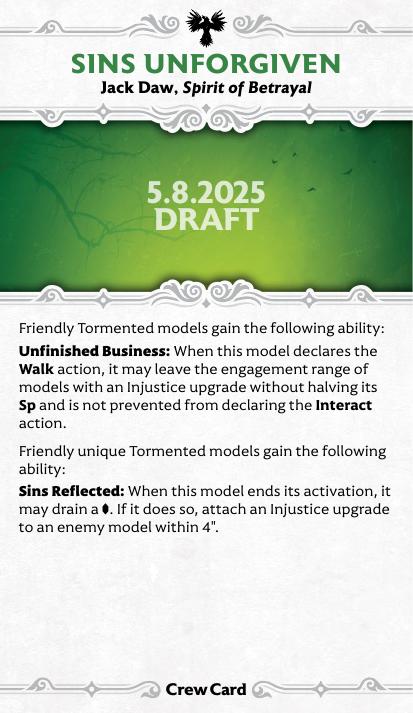 SINS UNFORGIVEN
Jack Daw, Spirit of Betrayal
5.8.2025
DRAFT
Friendly Tormented models gain the following ability:
Unfinished Business: When this model declares the
Walk action, it may leave the engagement range of
models with an Injustice upgrade without halving its
Sp and is not prevented from declaring the Interact
action.
Friendly unique Tormented models gain the following
ability:
Sins Reflected: When this model ends its activation, it
may drain a . If it does so, attach an Injustice upgrade
to an enemy model within 4".
Crew Card